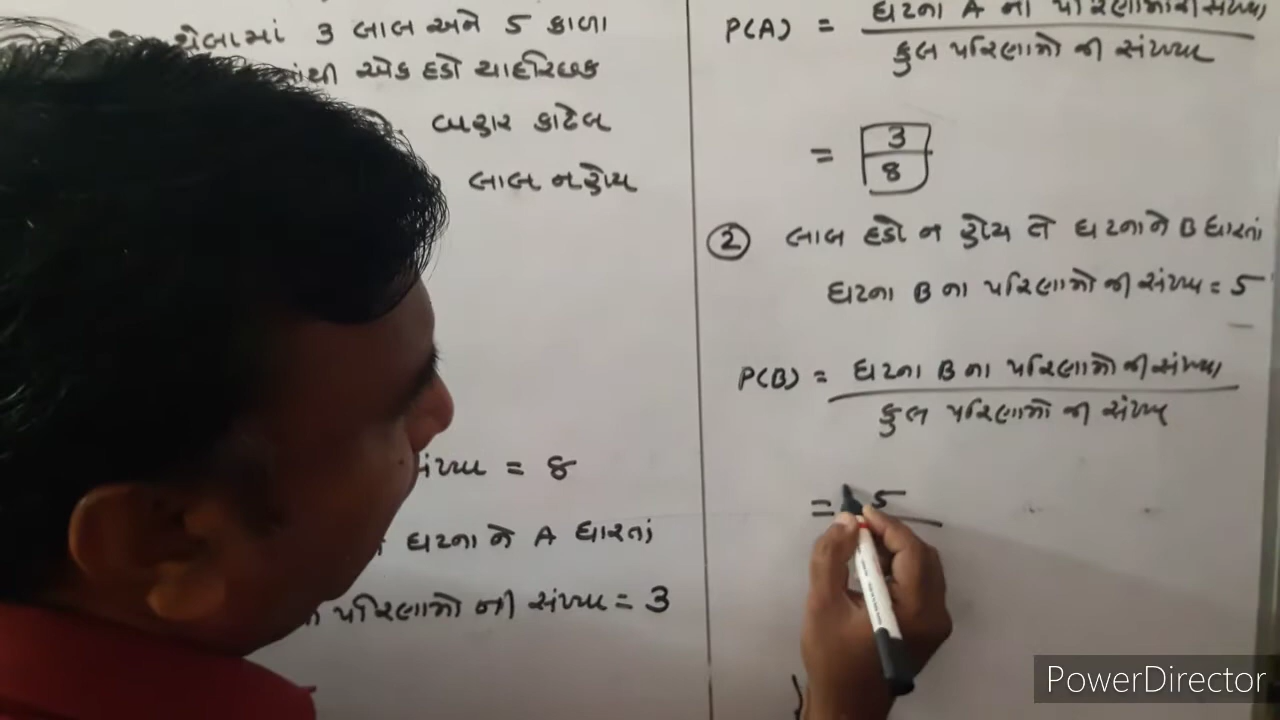 થેલામાં 3 લાલ અને 5 કાળા
માંથી એક દડો યાદચ્છિક
બહાર કાઢેલ
લાલ ન હોય
સંખ્યા = 8
ઘટનાને A ધારતાં
પરિણામો ની સંખ્યા = 3
P(A) = ઘટના A ના પરિણામોની સંખ્યા
કુલ પરિણામો ની સંખ્યા
= 3
8
2 લાલ દડો ન હોય તે ઘટનાને B ધારતાં
ઘટના B ના પરિણામો ની સંખ્યા = 5
P(B) = ઘટના B ના પરિણામો ની સંખ્યા
કુલ પરિણામો ની સંખ્યા
= 5
PowerDirector